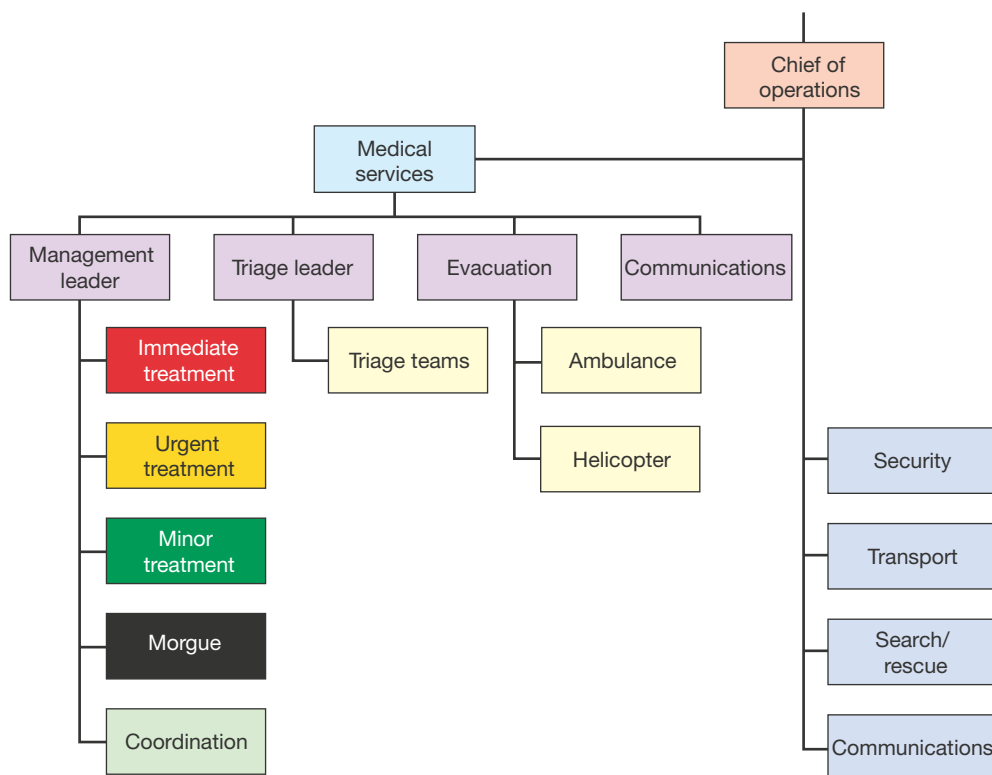 Chief of
operations
Medical
services
Management
leader
Triage leader
Evacuation
Communications
Immediate
treatment
Triage teams
Ambulance
Urgent
treatment
Helicopter
Security
Minor
treatment
Transport
Morgue
Search/
rescue
Coordination
Communications